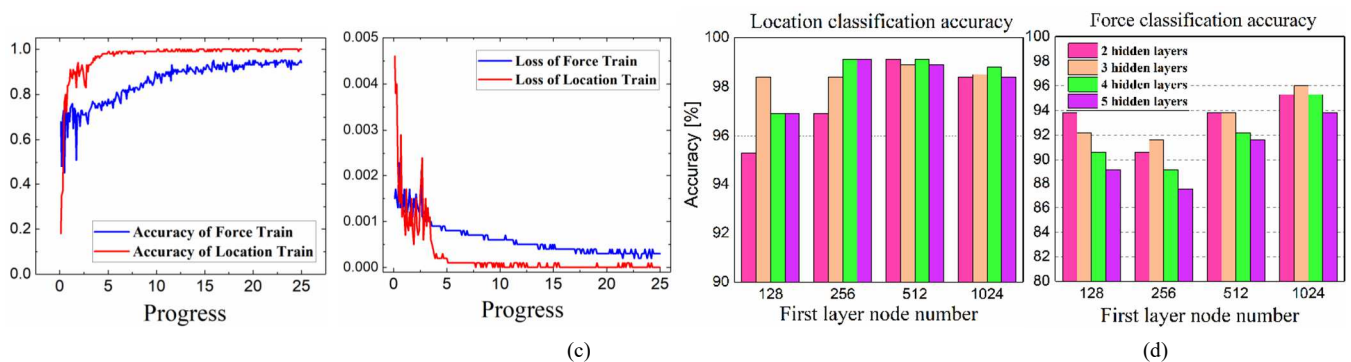 1.0
0.8
0.6
0.4
0.2
0.0
Accuracy of Force Train
Accuracy of Location Train
0 5 10 15 20 25
Progress
0.005
0.004
0.003
0.002
0.001
0.000
Loss of Force Train
Loss of Location Train
0 5 10 15 20 25
Progress
(c)
Location classification accuracy
Accuracy [%]
100
98
96
94
92
90
128 256 512 1024
First layer node number
Force classification accuracy
100
98
96
94
92
90
88
86
84
82
80
2 hidden layers
3 hidden layers
4 hidden layers
5 hidden layers
128 256 512 1024
First layer node number
(d)